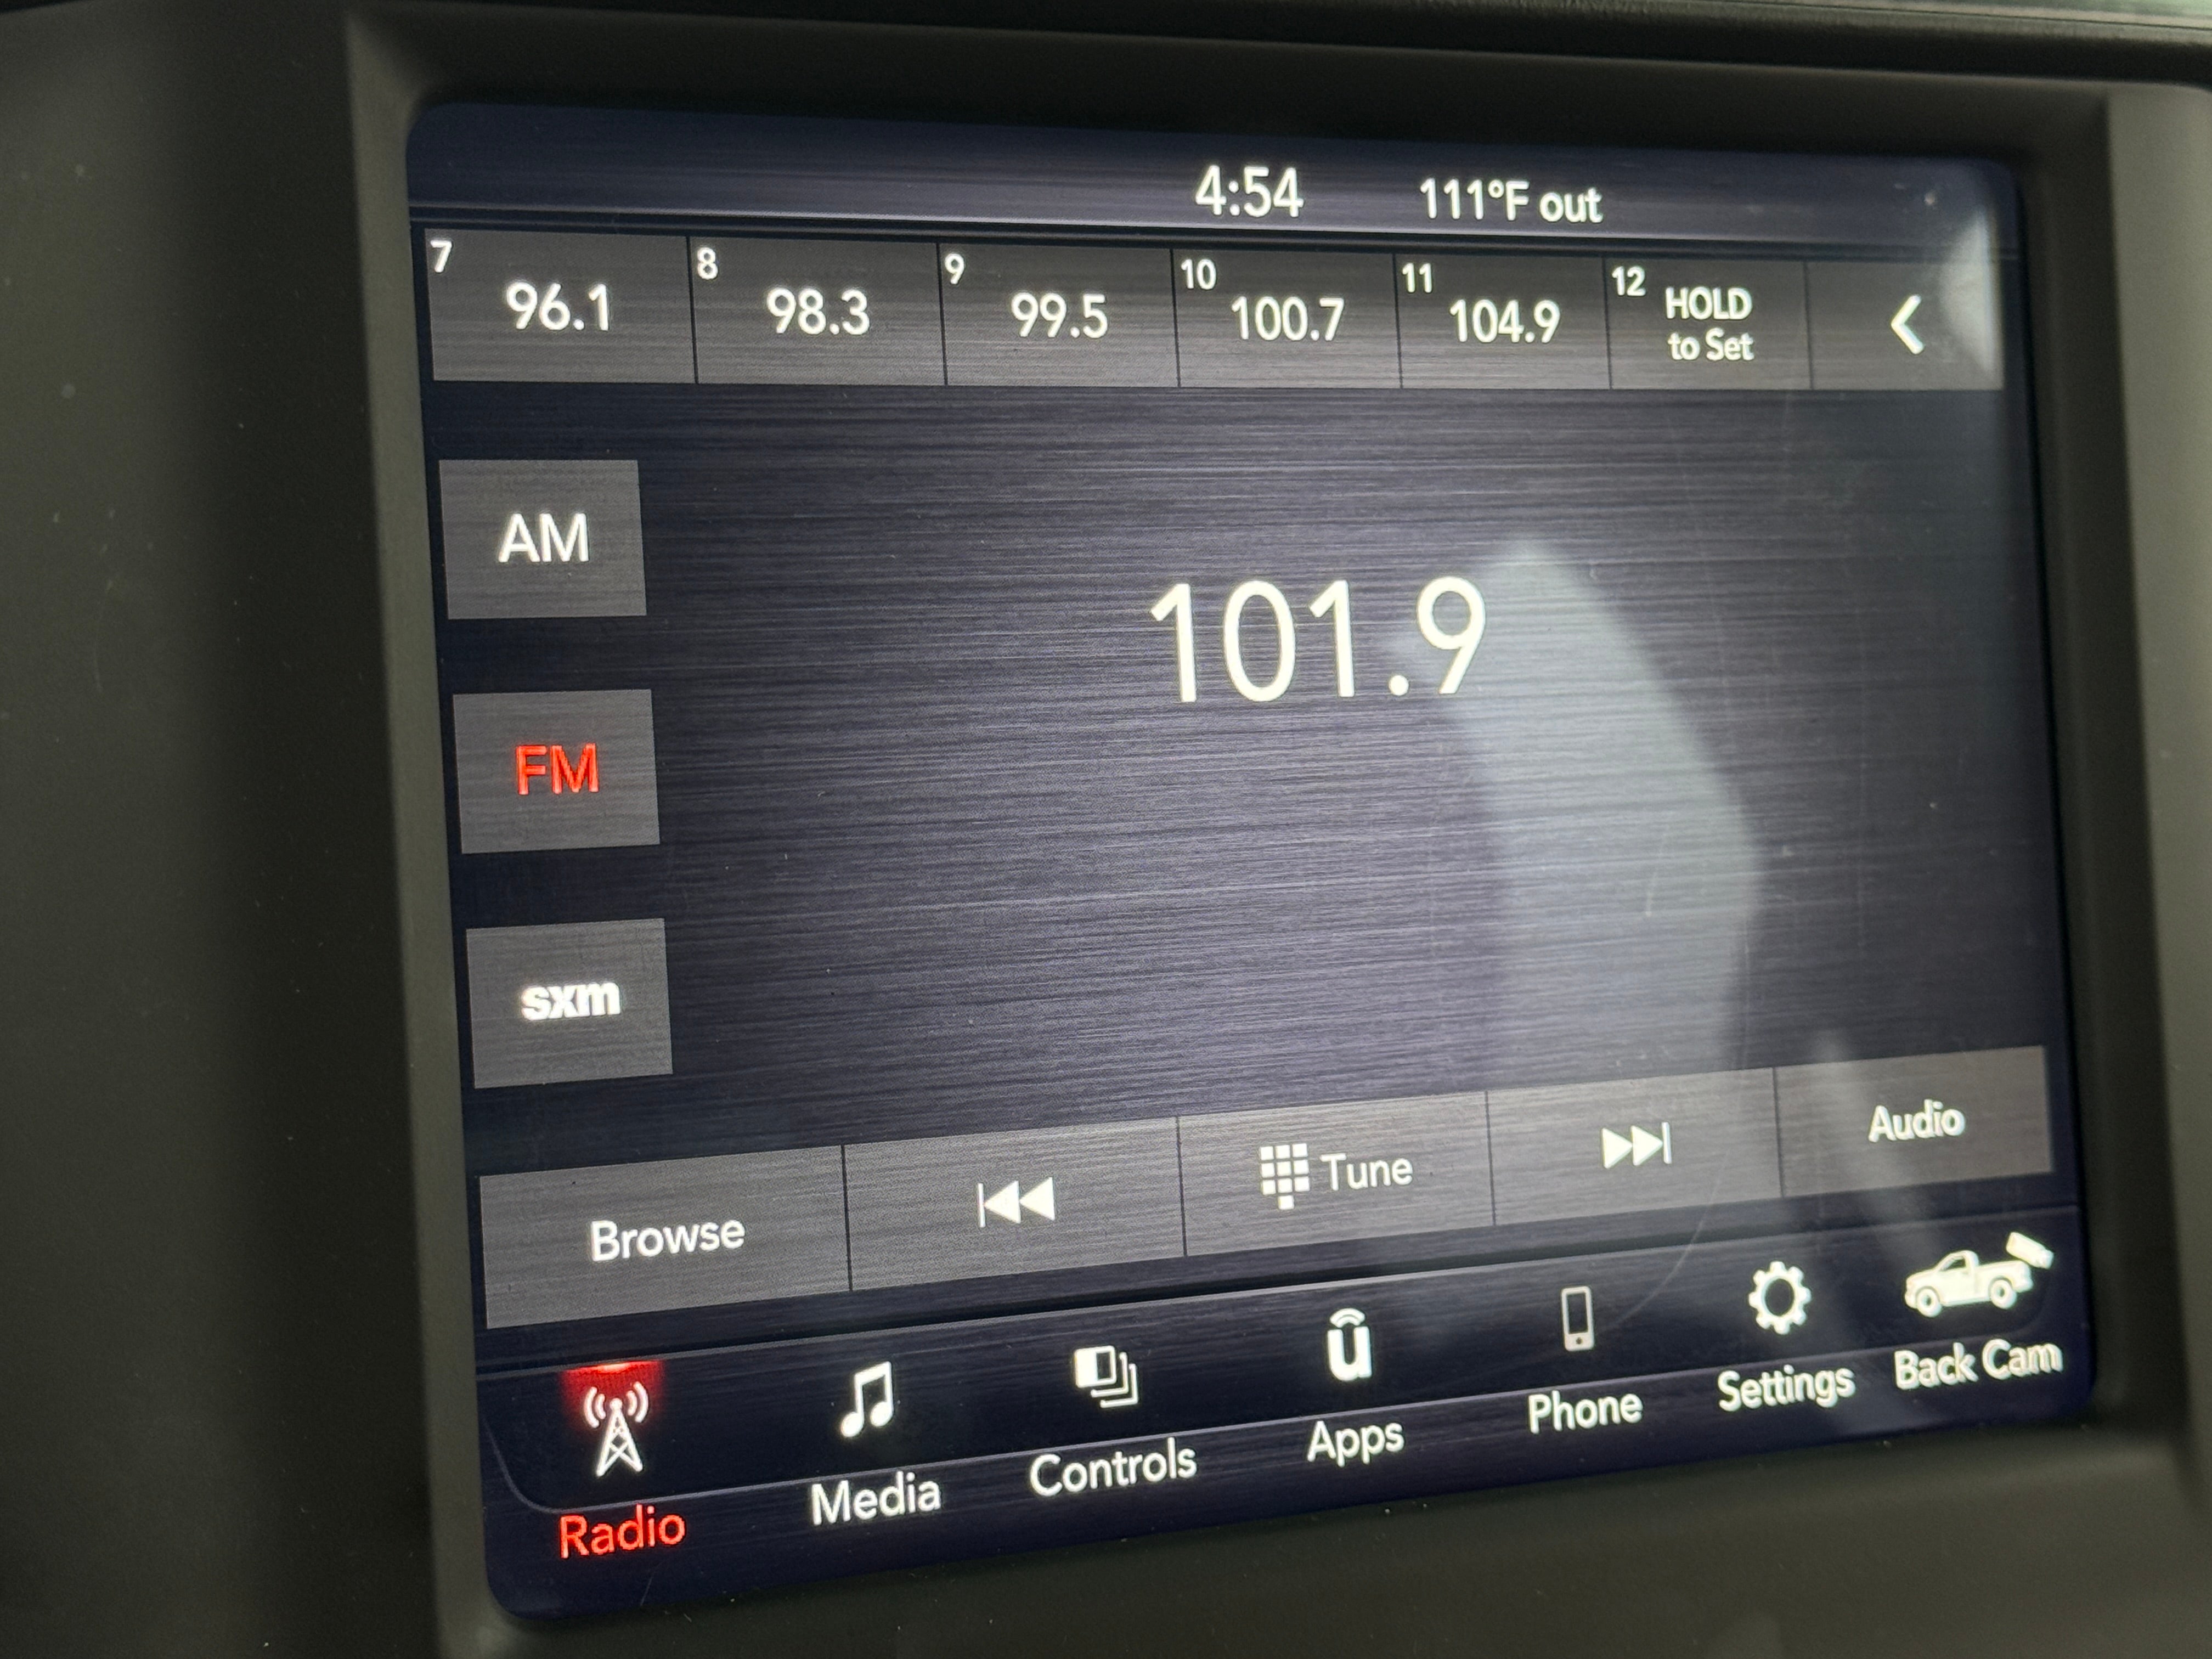 4:54 111°F out
7 96.1 8 98.3 9 99.5 10 100.7 11 104.9 12 HOLD to Set
AM
101.9
FM
sxm
Browse Tune Audio
Radio Media Controls Apps Phone Settings Back Cam